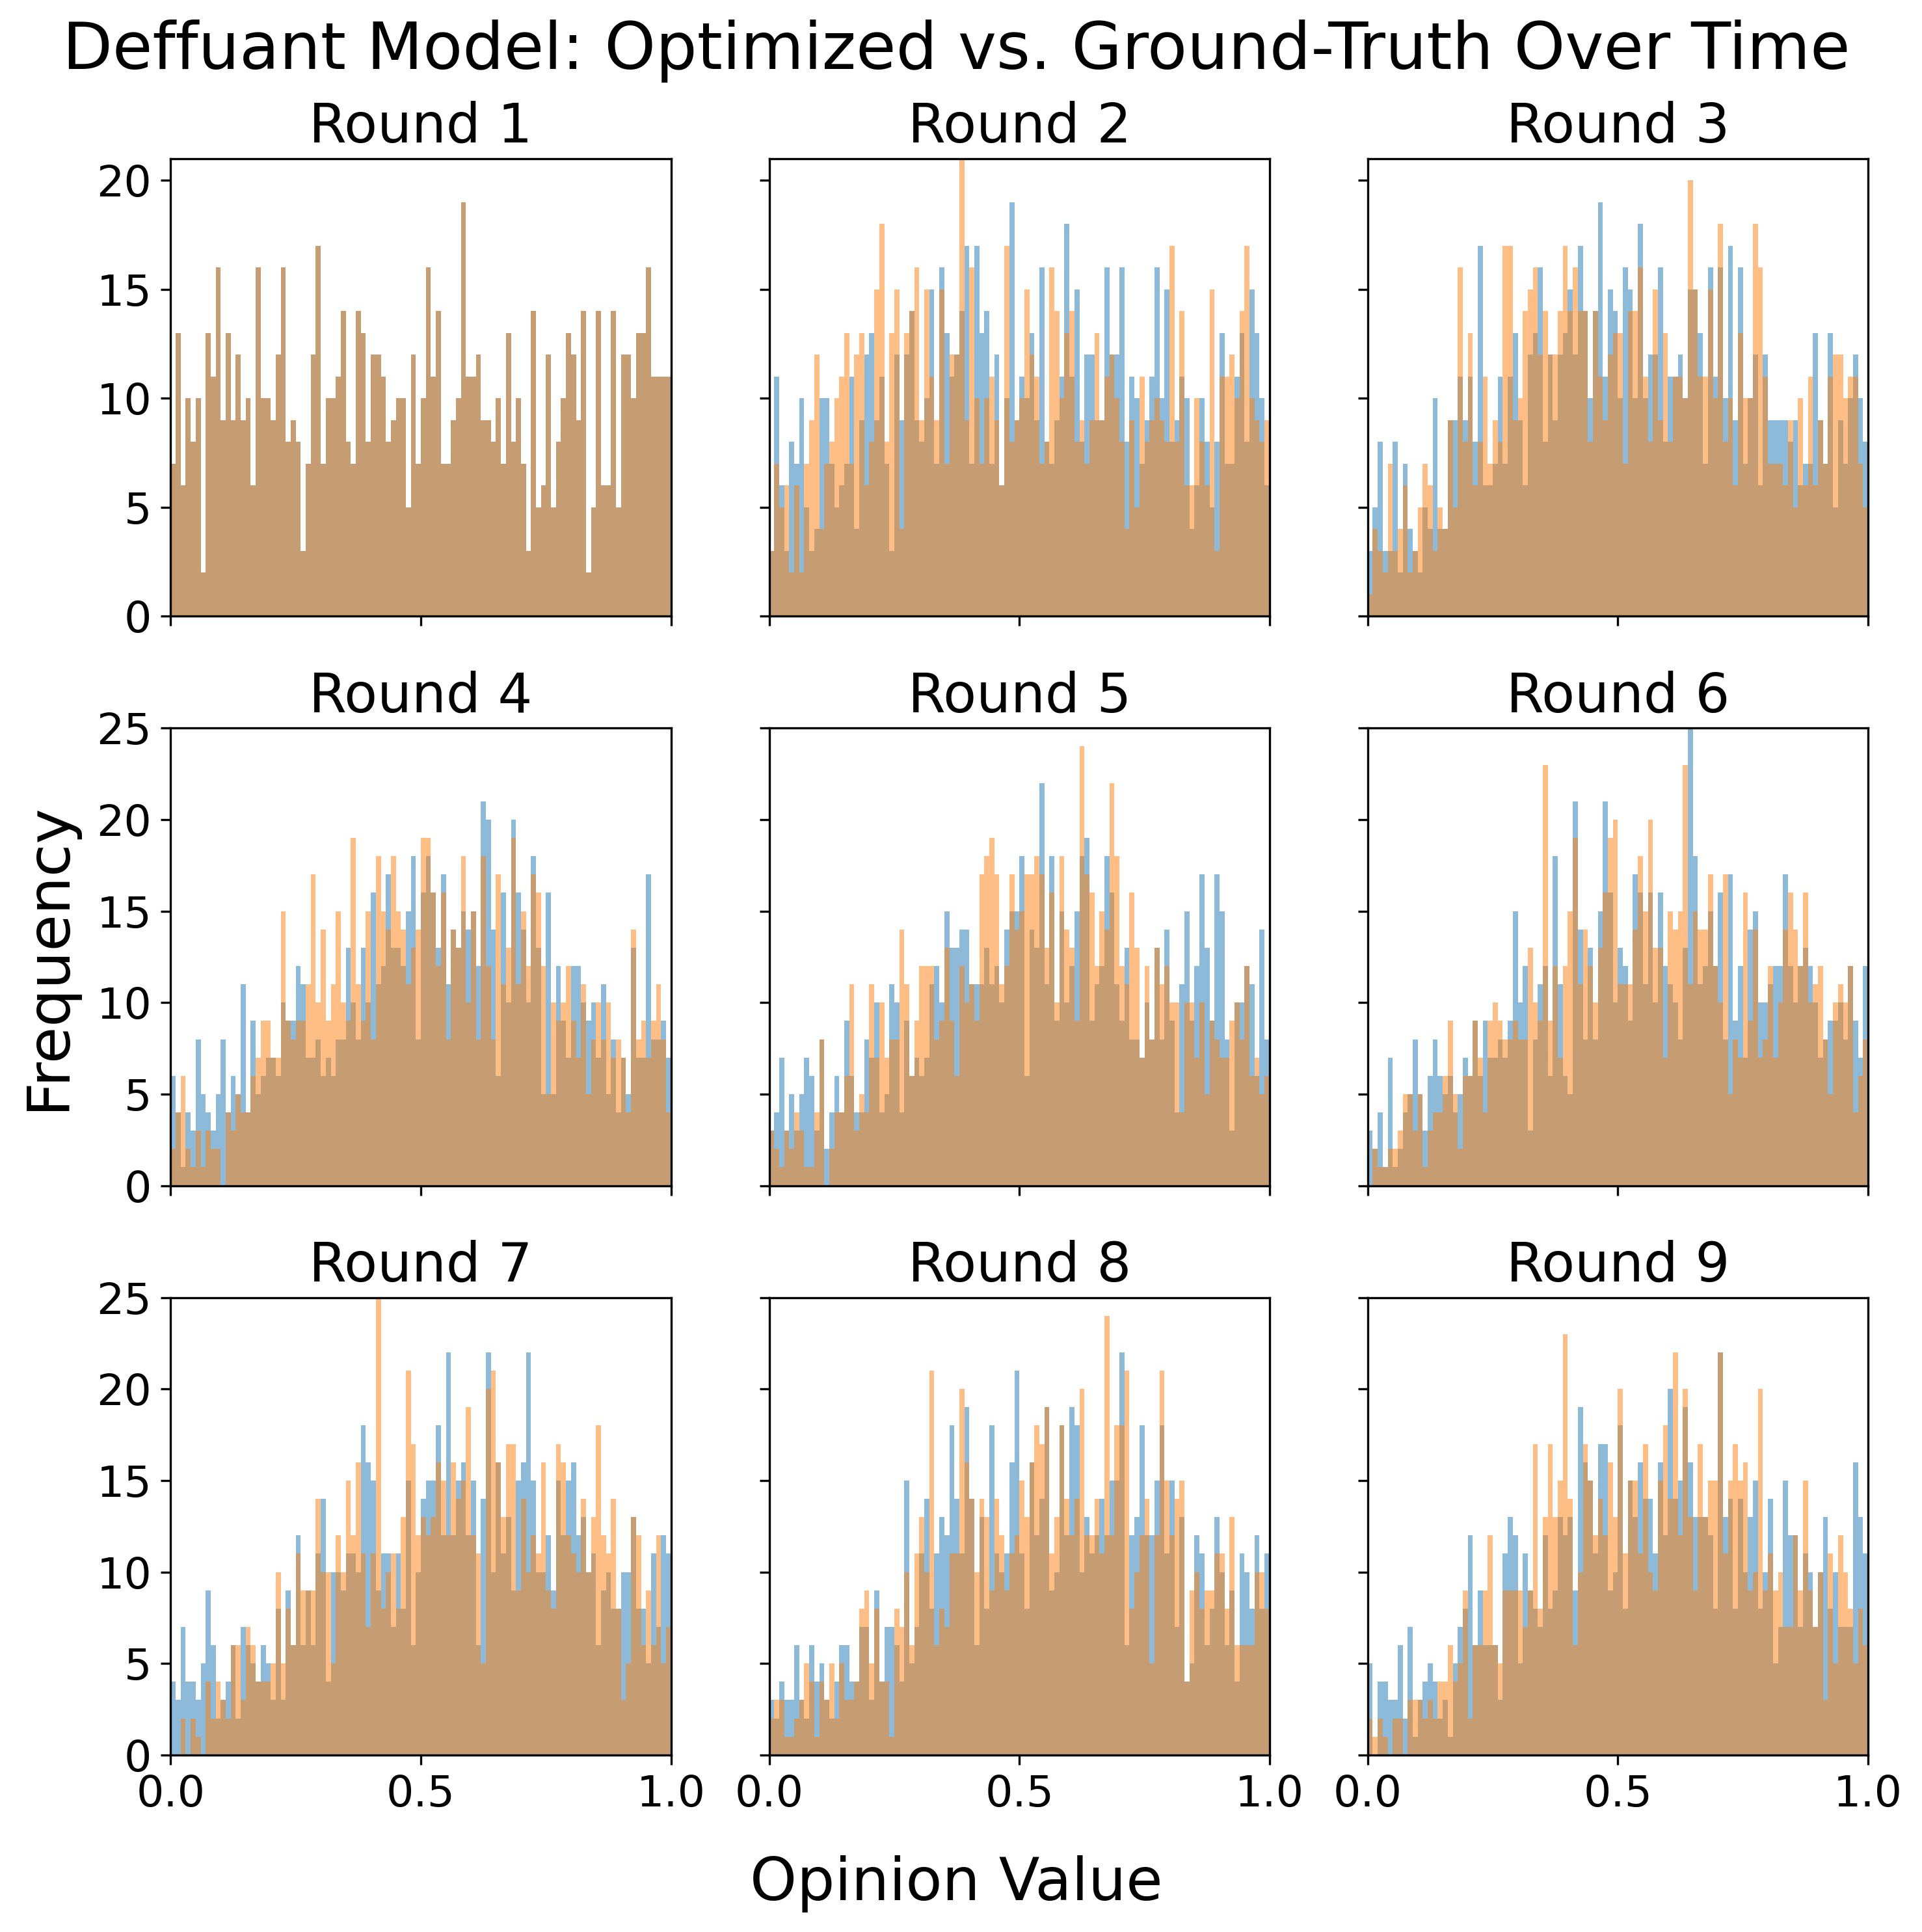 Deffuant Model: Optimized vs. Ground-Truth Over Time
Round 1
Round 2
Round 3
20
15
10
5
0
Round 4
Round 5
Round 6
25
20
15
10
5
0
Frequency
Round 7
Round 8
Round 9
25
20
15
10
5
0
0.0 0.5 1.0
0.0 0.5 1.0
0.0 0.5 1.0
Opinion Value